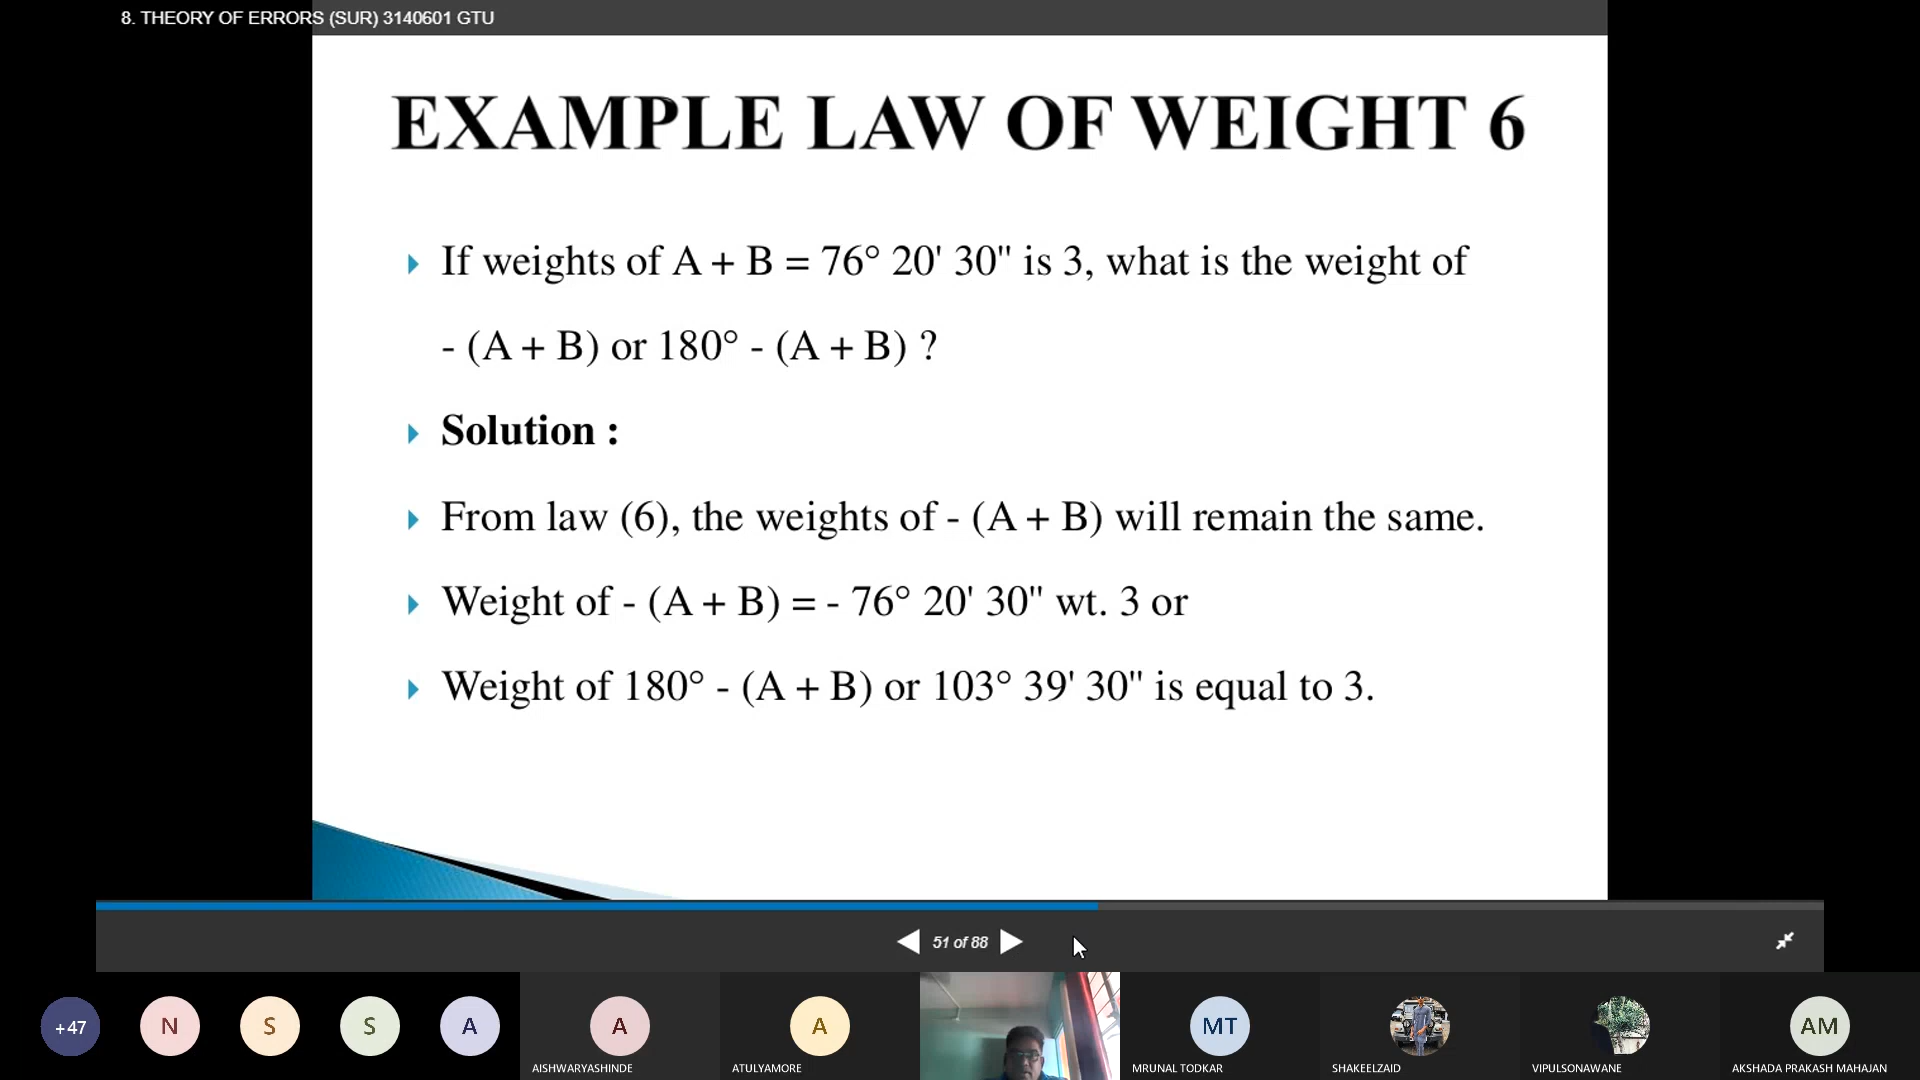 8. THEORY OF ERRORS (SUR) 3140601 GTU
EXAMPLE LAW OF WEIGHT 6
If weights of A + B = 76° 20' 30" is 3, what is the weight of
- (A + B) or 180° - (A + B) ?
Solution :
From law (6), the weights of - (A + B) will remain the same.
Weight of - (A + B) = - 76° 20' 30" wt. 3 or
Weight of 180° - (A + B) or 103° 39' 30" is equal to 3.
51 of 88
+47
N
S
S
A
A
A
MT
AM
AISHWARYASHINDE
ATULYAMORE
MRUNAL TODKAR
SHAKEELZAID
VIPULSONAWANE
AKSHADA PRAKASH MAHAJAN